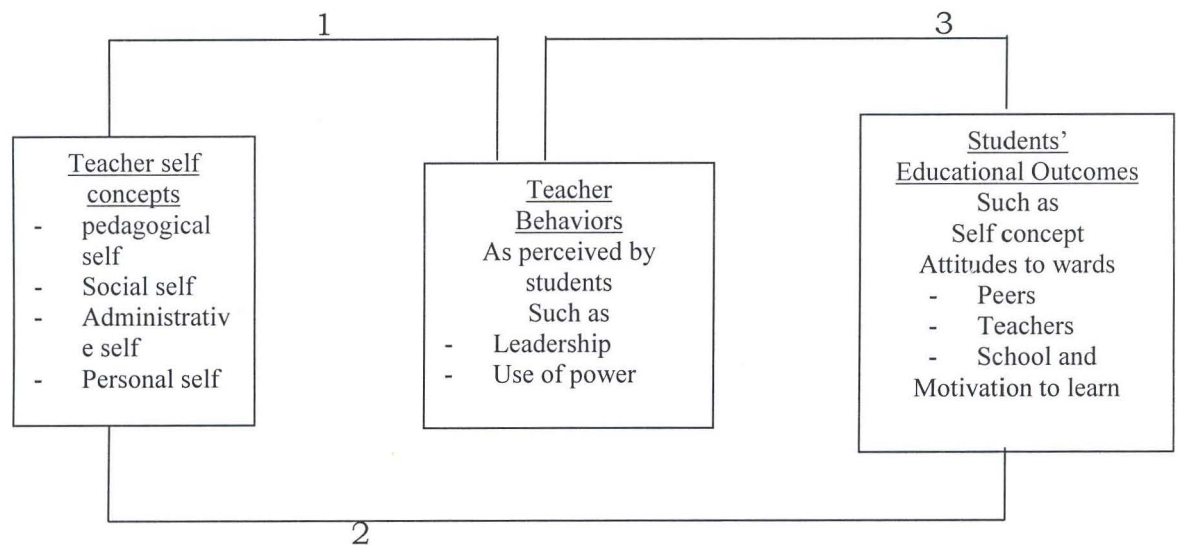 1
3
Teacher self
concepts
- pedagogical
self
- Social self
- Administrativ
e self
- Personal self
Teacher
Behaviors
As perceived by
students
Such as
- Leadership
- Use of power
Students'
Educational Outcomes
Such as
Self concept
Attitudes to wards
- Peers
- Teachers
- School and
Motivation to learn
2